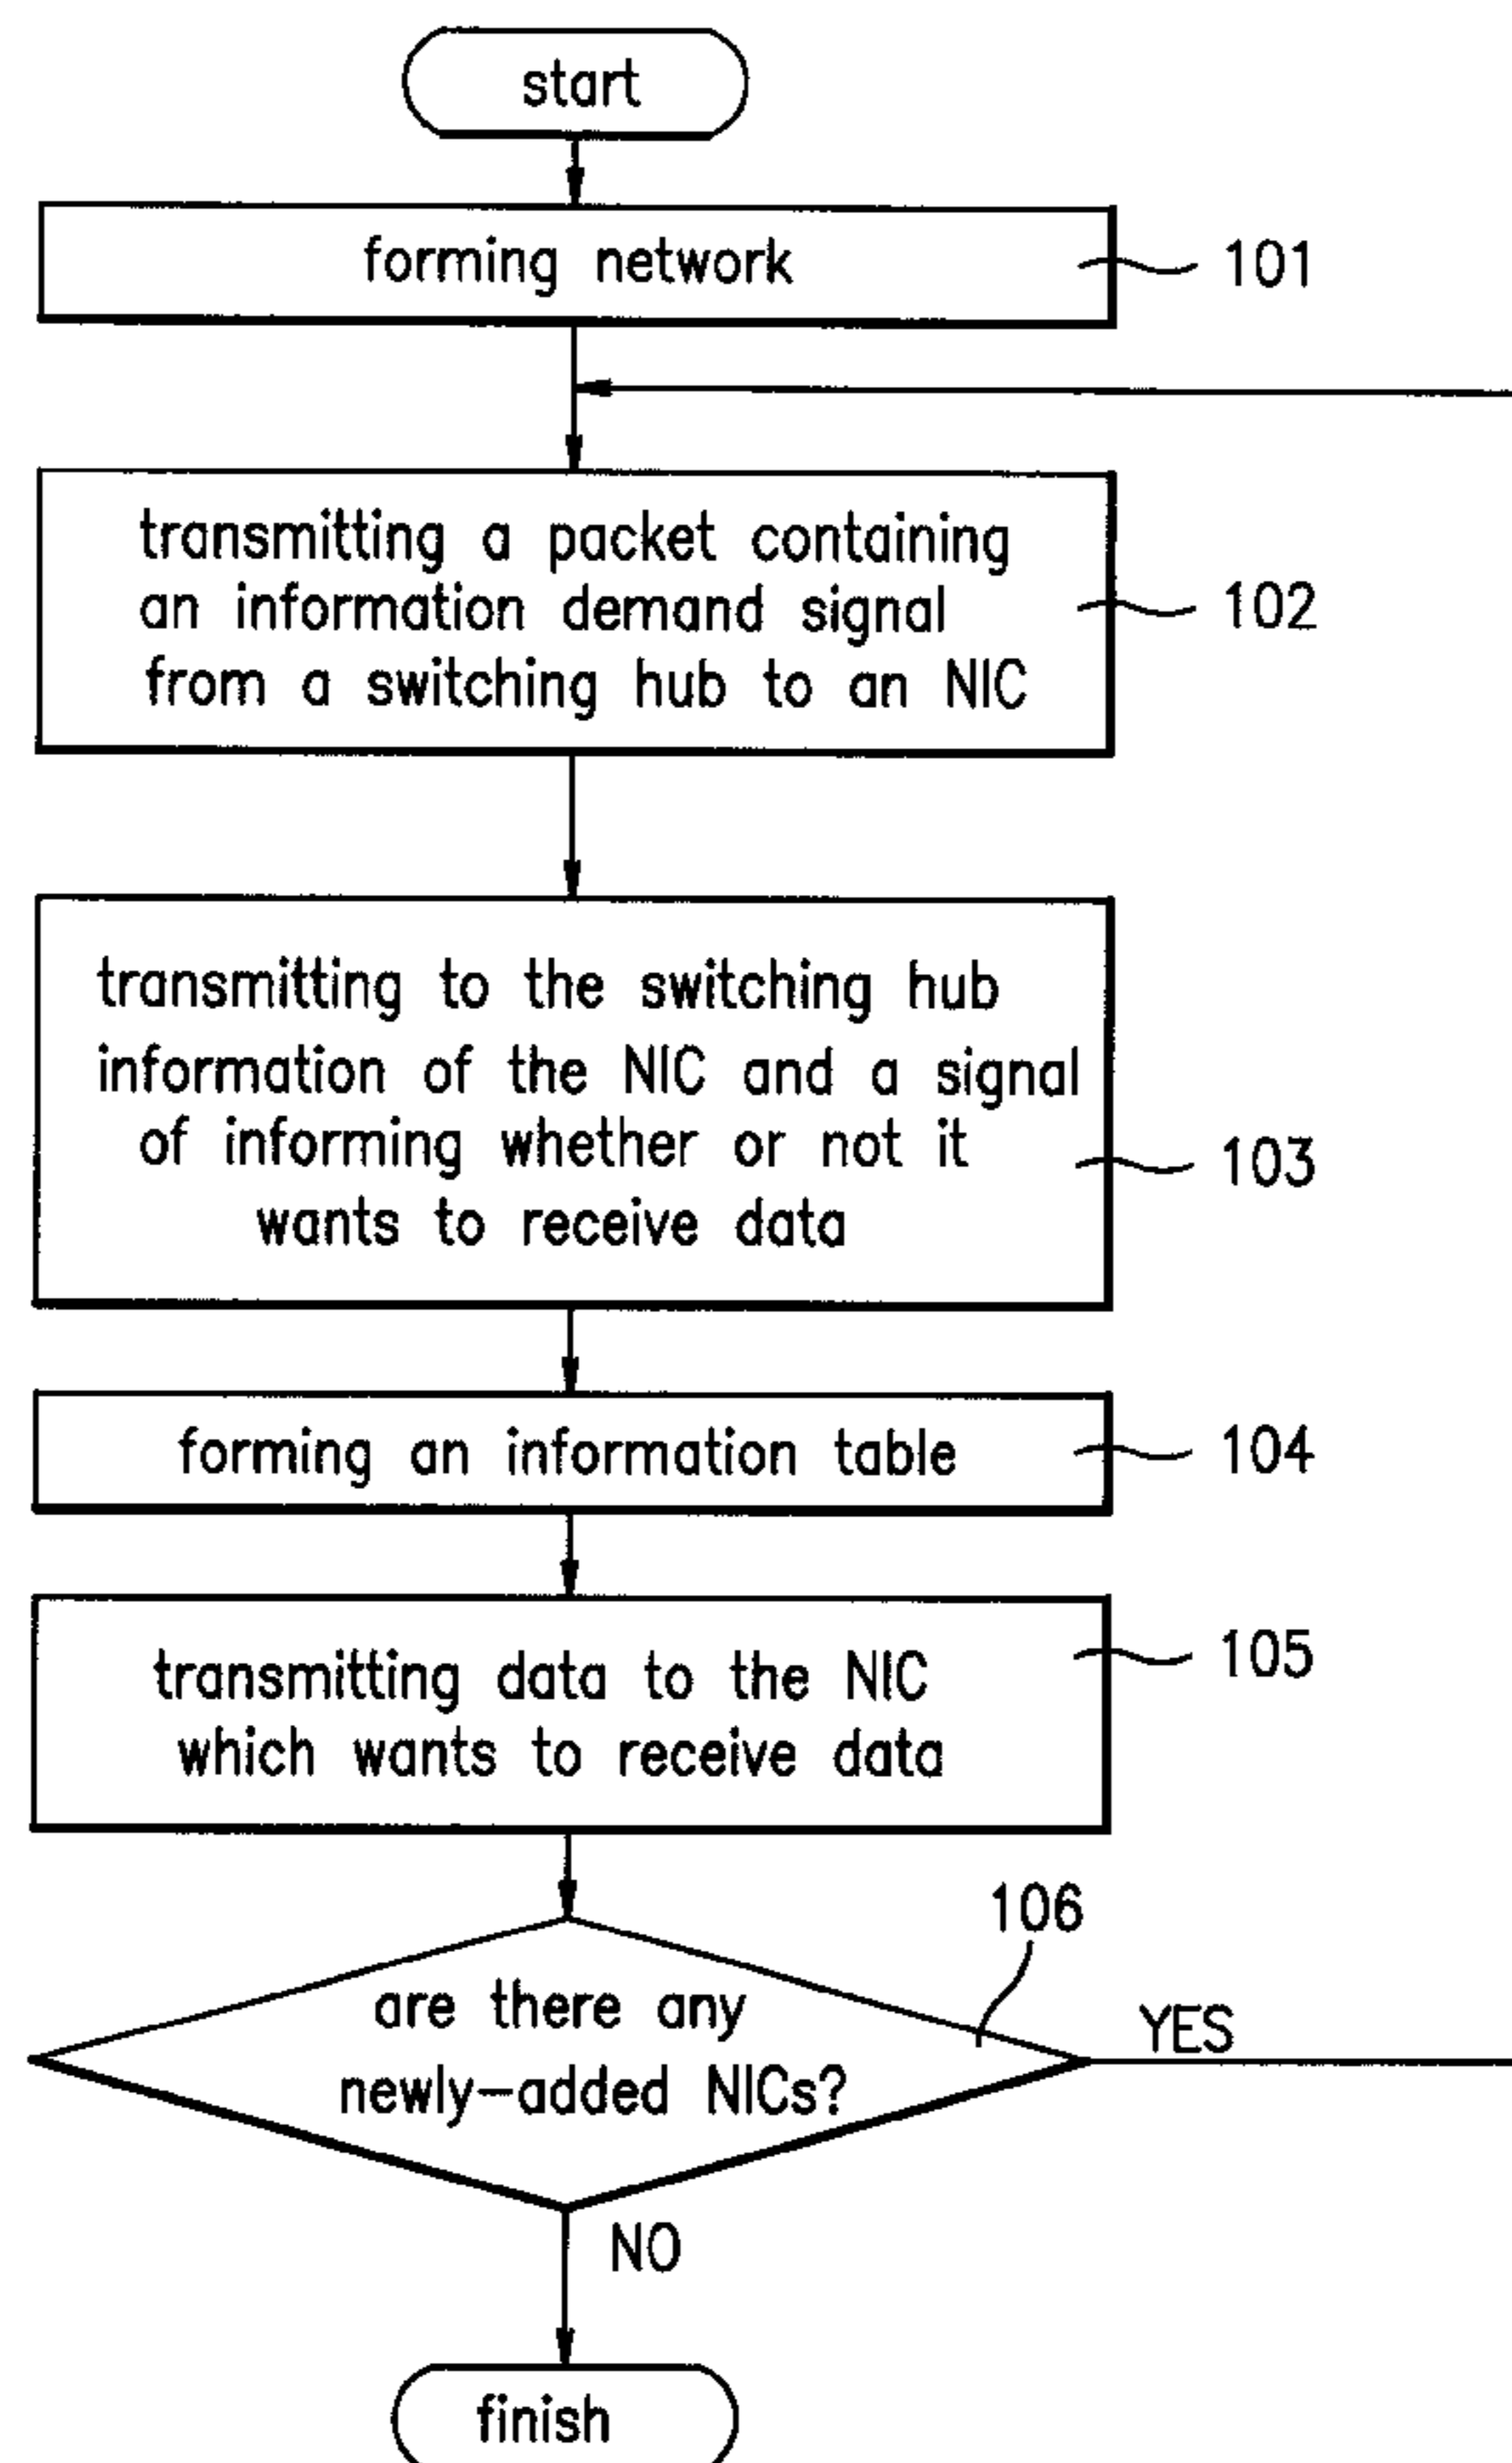 start
forming network
101
transmitting a packet containing
an information demand signal
from a switching hub to an NIC
102
transmitting to the switching hub
information of the NIC and a signal
of informing whether or not it
wants to receive data
103
forming an information table
104
transmitting data to the NIC
which wants to receive data
105
106
are there any
newly-added NICs?
YES
NO
finish